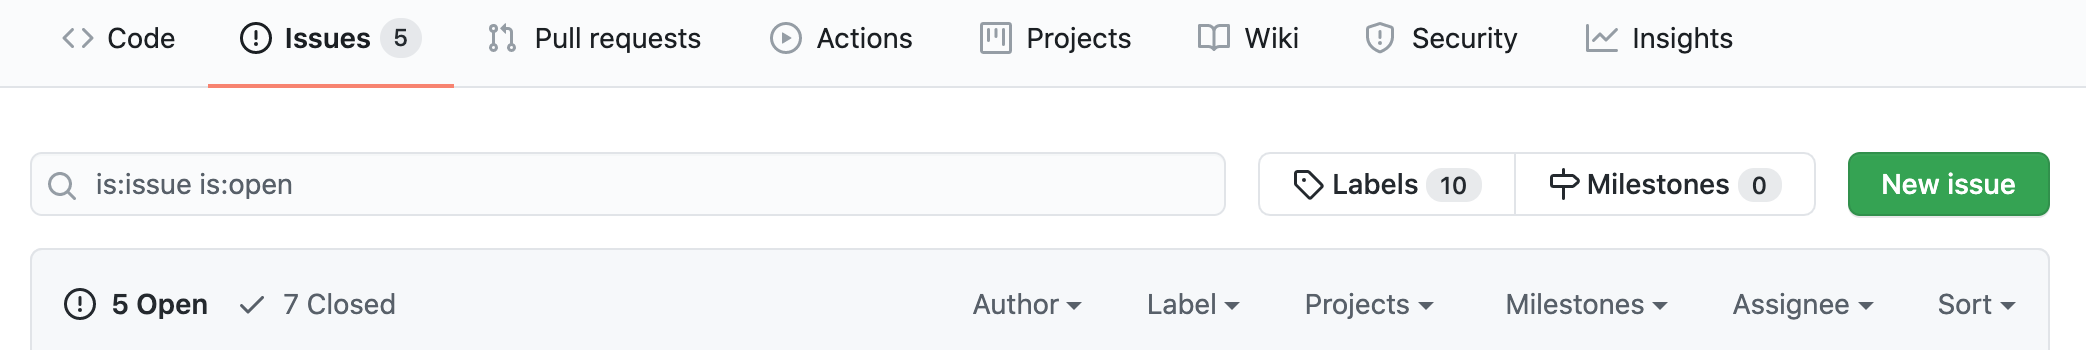 Code Issues 5 Pull requests Actions Projects Wiki Security Insights
is:issue is:open Labels 10 Milestones 0 New issue
5 Open 7 Closed Author Label Projects Milestones Assignee Sort